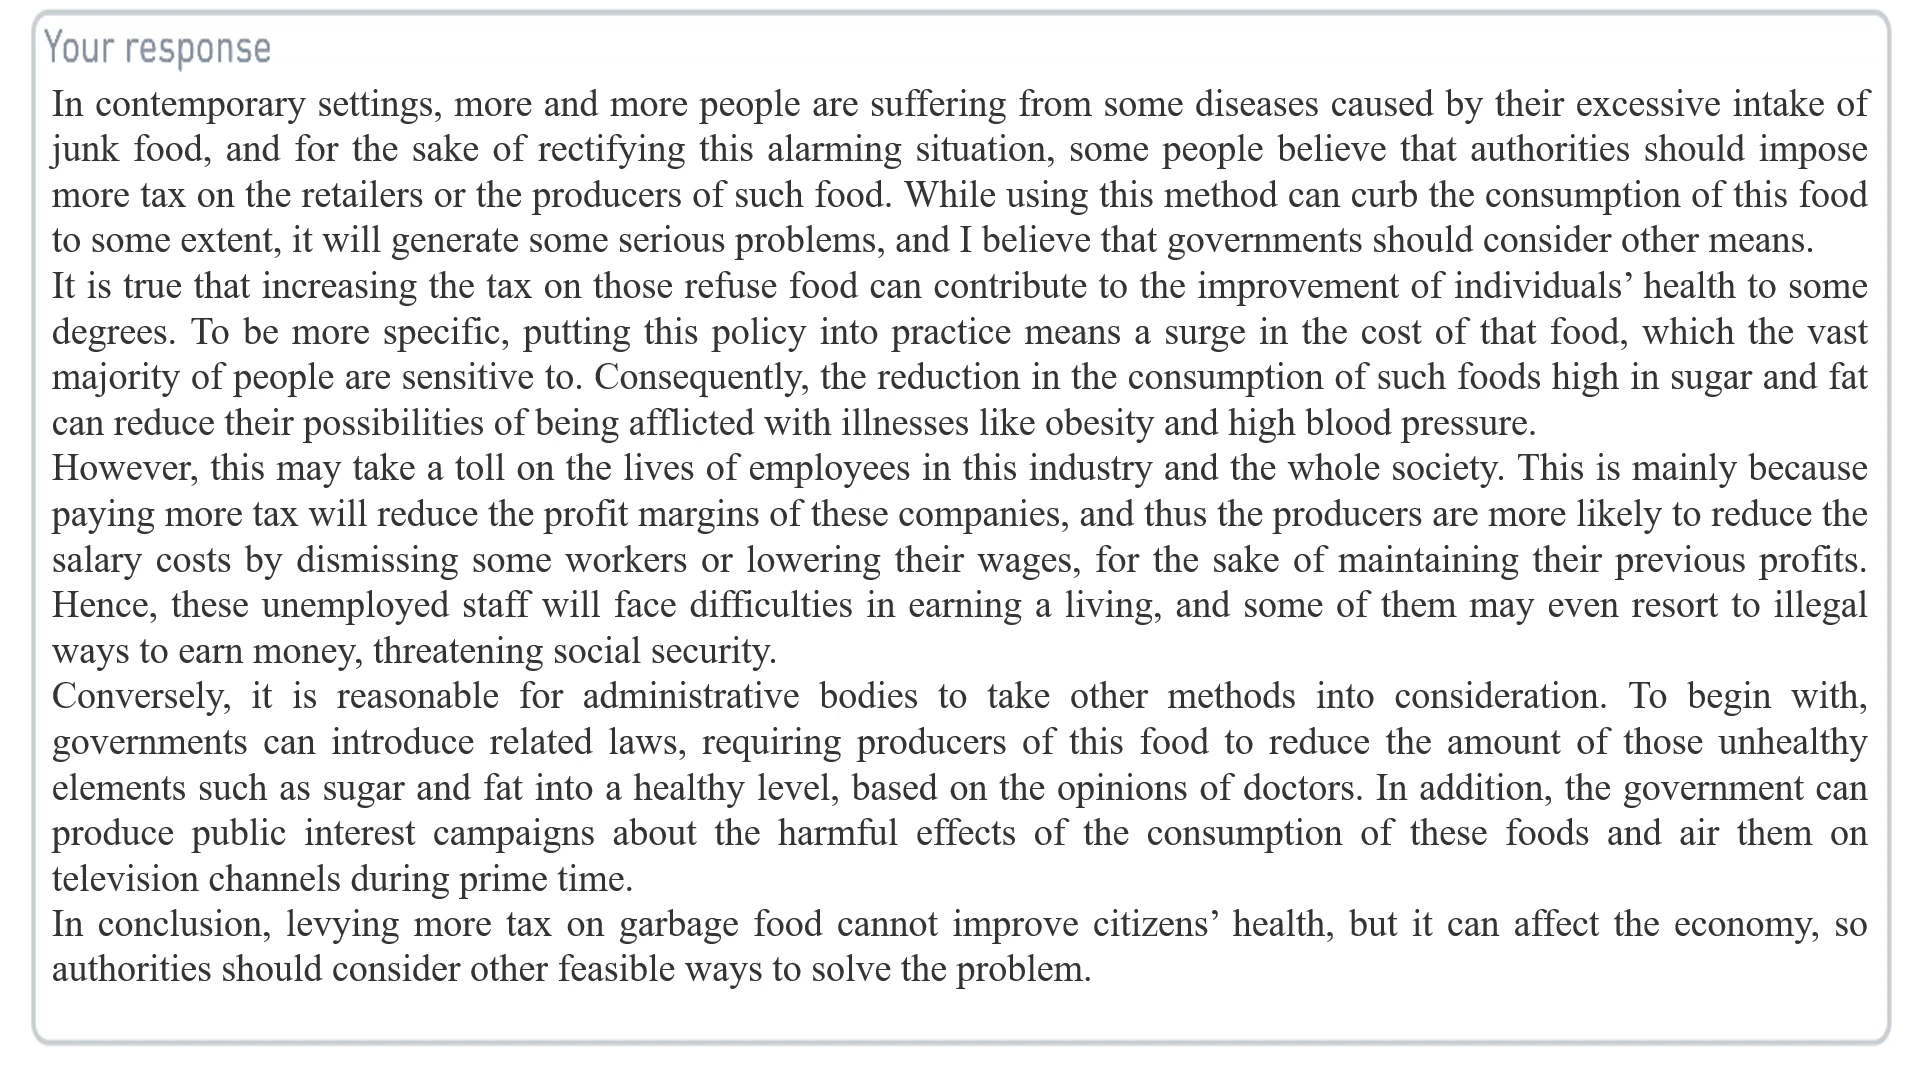 Your response
In contemporary settings, more and more people are suffering from some diseases caused by their excessive intake of
junk food, and for the sake of rectifying this alarming situation, some people believe that authorities should impose
more tax on the retailers or the producers of such food. While using this method can curb the consumption of this food
to some extent, it will generate some serious problems, and I believe that governments should consider other means.
It is true that increasing the tax on those refuse food can contribute to the improvement of individuals’ health to some
degrees. To be more specific, putting this policy into practice means a surge in the cost of that food, which the vast
majority of people are sensitive to. Consequently, the reduction in the consumption of such foods high in sugar and fat
can reduce their possibilities of being afflicted with illnesses like obesity and high blood pressure.
However, this may take a toll on the lives of employees in this industry and the whole society. This is mainly because
paying more tax will reduce the profit margins of these companies, and thus the producers are more likely to reduce the
salary costs by dismissing some workers or lowering their wages, for the sake of maintaining their previous profits.
Hence, these unemployed staff will face difficulties in earning a living, and some of them may even resort to illegal
ways to earn money, threatening social security.
Conversely, it is reasonable for administrative bodies to take other methods into consideration. To begin with,
governments can introduce related laws, requiring producers of this food to reduce the amount of those unhealthy
elements such as sugar and fat into a healthy level, based on the opinions of doctors. In addition, the government can
produce public interest campaigns about the harmful effects of the consumption of these foods and air them on
television channels during prime time.
In conclusion, levying more tax on garbage food cannot improve citizens’ health, but it can affect the economy, so
authorities should consider other feasible ways to solve the problem.